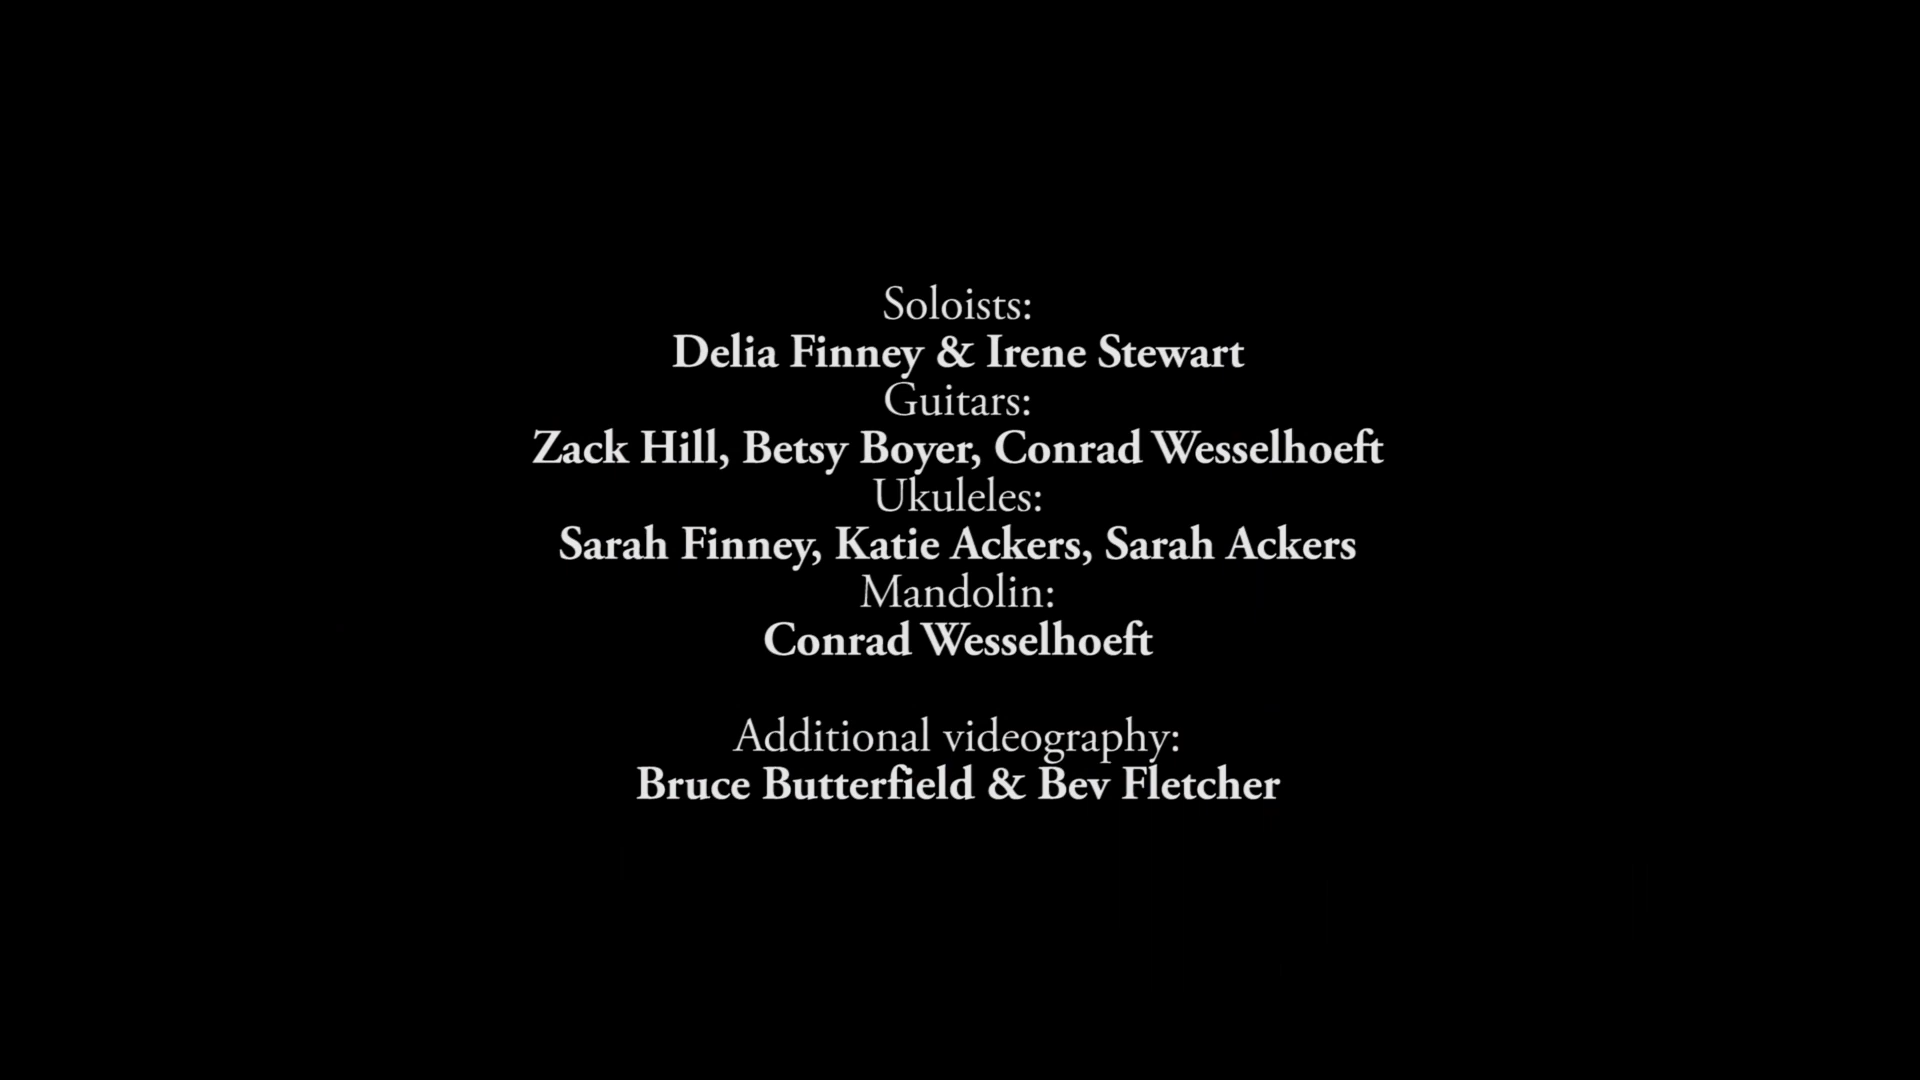 Soloists:
Delia Finney & Irene Stewart
Guitars:
Zack Hill, Betsy Boyer, Conrad Wesselhoeft
Ukuleles:
Sarah Finney, Katie Ackers, Sarah Ackers
Mandolin:
Conrad Wesselhoeft
Additional videography:
Bruce Butterfield & Bev Fletcher